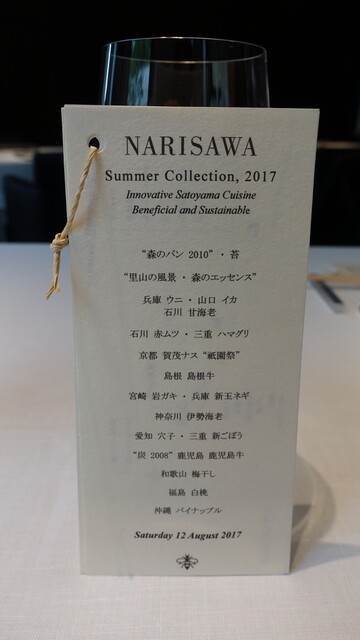 NARISAWA
Summer Collection, 2017
Innovative Satoyama Cuisine
Beneficial and Sustainable
“森のパン 2010”・苔
“里山の風景・森のエッセンス”
兵庫 ウニ・山口 イカ
石川 甘海老
石川 赤ムツ・三重 ハマグリ
京都 賀茂ナス “祇園祭”
島根 島根牛
宮崎 岩ガキ・兵庫 新玉ネギ
神奈川 伊勢海老
愛知 穴子・三重 新ごぼう
“炭 2008” 鹿児島 鹿児島牛
和歌山 梅干し
福島 白桃
沖縄 パイナップル
Saturday 12 August 2017